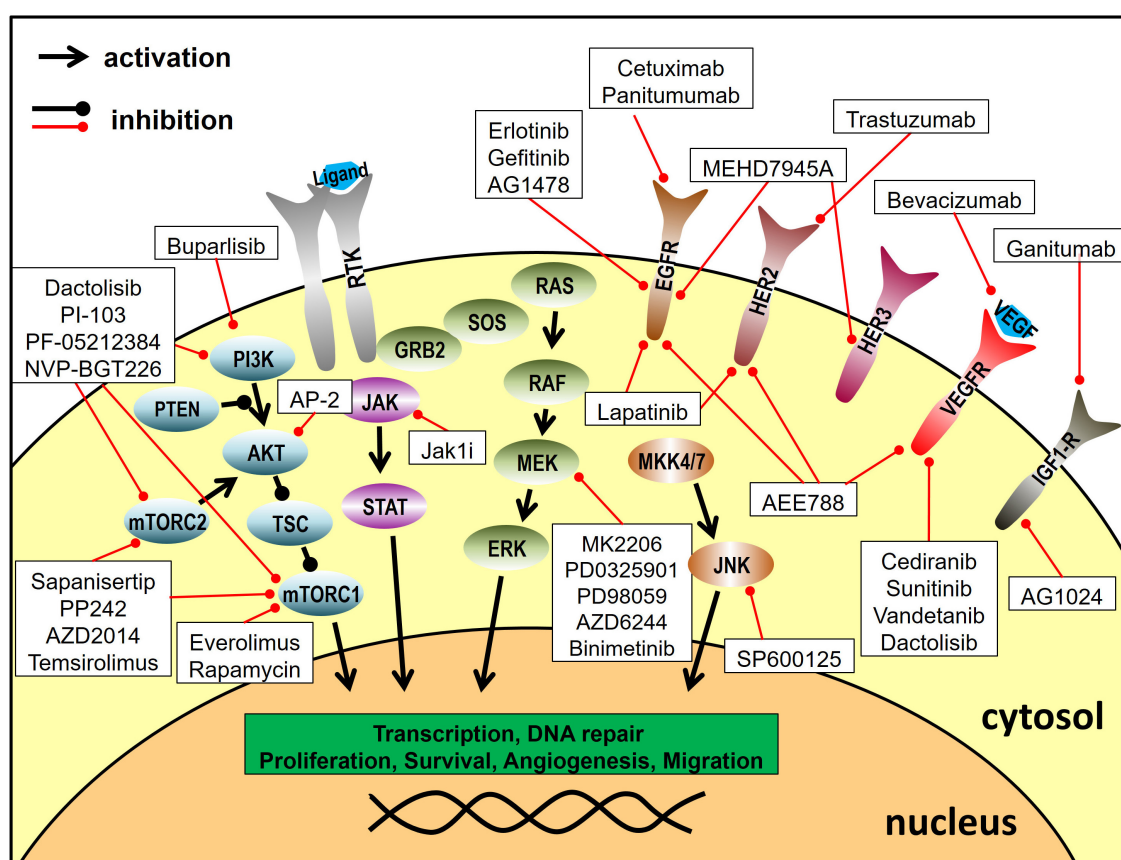 activation
inhibition
Cetuximab
Panitumumab
Erlotinib
Gefitinib
AG1478
MEHD7945A
Trastuzumab
Bevacizumab
Ganitumab
Ligand
RTK
Buparlisib
Dactolisib
PI-103
PF-05212384
NVP-BGT226
EGFR
HER2
HER3
VEGF
VEGFR
IGF1-R
RAS
SOS
GRB2
PI3K
RAF
PTEN
AP-2
JAK
Lapatinib
Jak1i
AKT
MEK
MKK4/7
AEE788
mTORC2
TSC
STAT
ERK
JNK
MK2206
PD0325901
PD98059
AZD6244
Binimetinib
Cediranib
Sunitinib
Vandetanib
Dactolisib
AG1024
Sapanisertip
PP242
AZD2014
Temsirolimus
mTORC1
Everolimus
Rapamycin
SP600125
cytosol
Transcription, DNA repair
Proliferation, Survival, Angiogenesis, Migration
nucleus